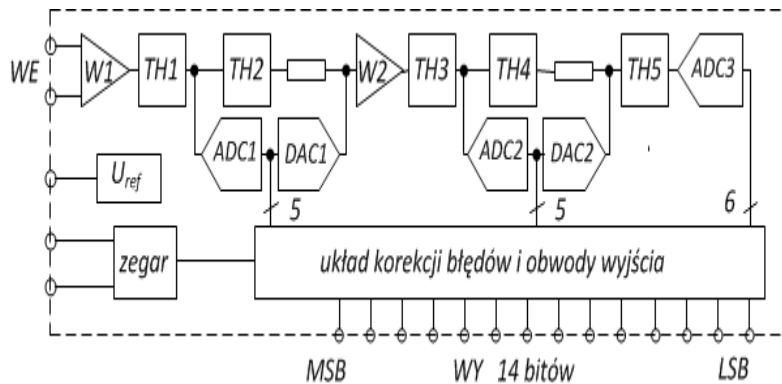 WE W1 TH1 TH2 W2 TH3 TH4 TH5 ADC3
ADC1 DAC1 ADC2 DAC2
Uref
5 5 6
zegar układ korekcji błędów i obwody wyjścia
MSB WY 14 bitów LSB